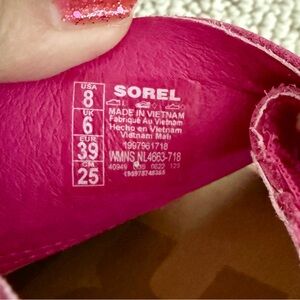 USA
8
UK
6
EUR
39
CM
25
SOREL
MADE IN VIETNAM
Fabriqué Au Vietnam
Hecho en Vietnam
Vietnam Malı
1997961718
WMNS NL4663-718